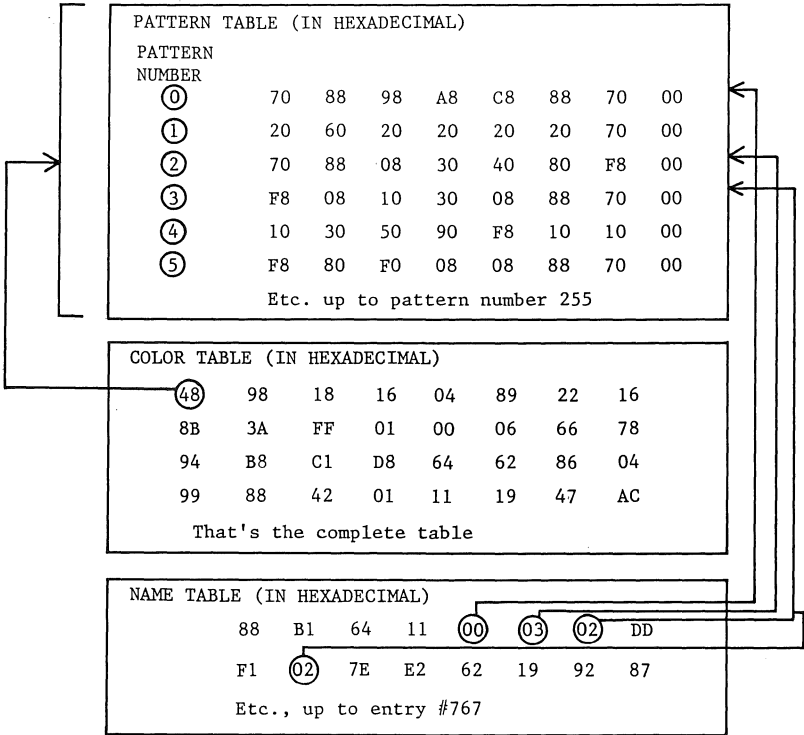 PATTERN TABLE (IN HEXADECIMAL)
PATTERN
NUMBER
0 70 88 98 A8 C8 88 70 00
1 20 60 20 20 20 20 70 00
2 70 88 08 30 40 80 F8 00
3 F8 08 10 30 08 88 70 00
4 10 30 50 90 F8 10 10 00
5 F8 80 F0 08 08 88 70 00
Etc. up to pattern number 255
COLOR TABLE (IN HEXADECIMAL)
48 98 18 16 04 89 22 16
8B 3A FF 01 00 06 66 78
94 B8 C1 D8 64 62 86 04
99 88 42 01 11 19 47 AC
That's the complete table
NAME TABLE (IN HEXADECIMAL)
88 B1 64 11 00 03 02 DD
F1 02 7E E2 62 19 92 87
Etc., up to entry #767